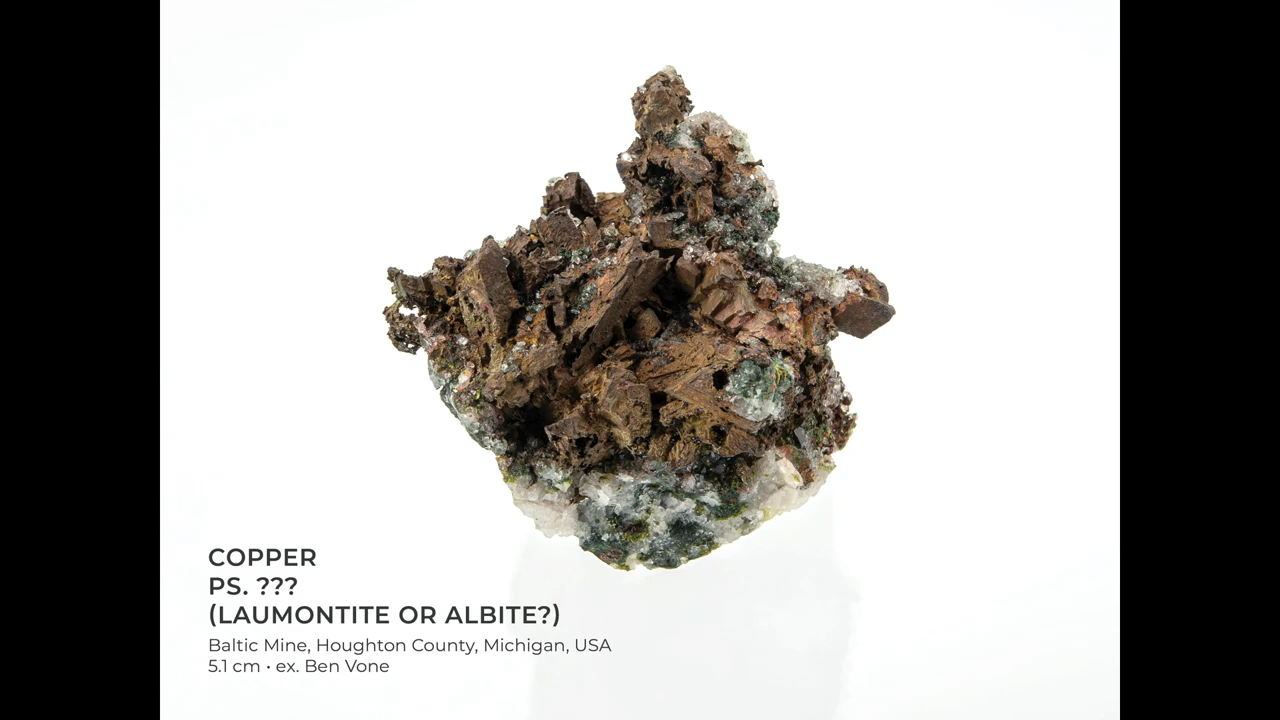 COPPER
PS. ???
(LAUMONTITE OR ALBITE?)
Baltic Mine, Houghton County, Michigan, USA
5.1 cm • ex. Ben Vone